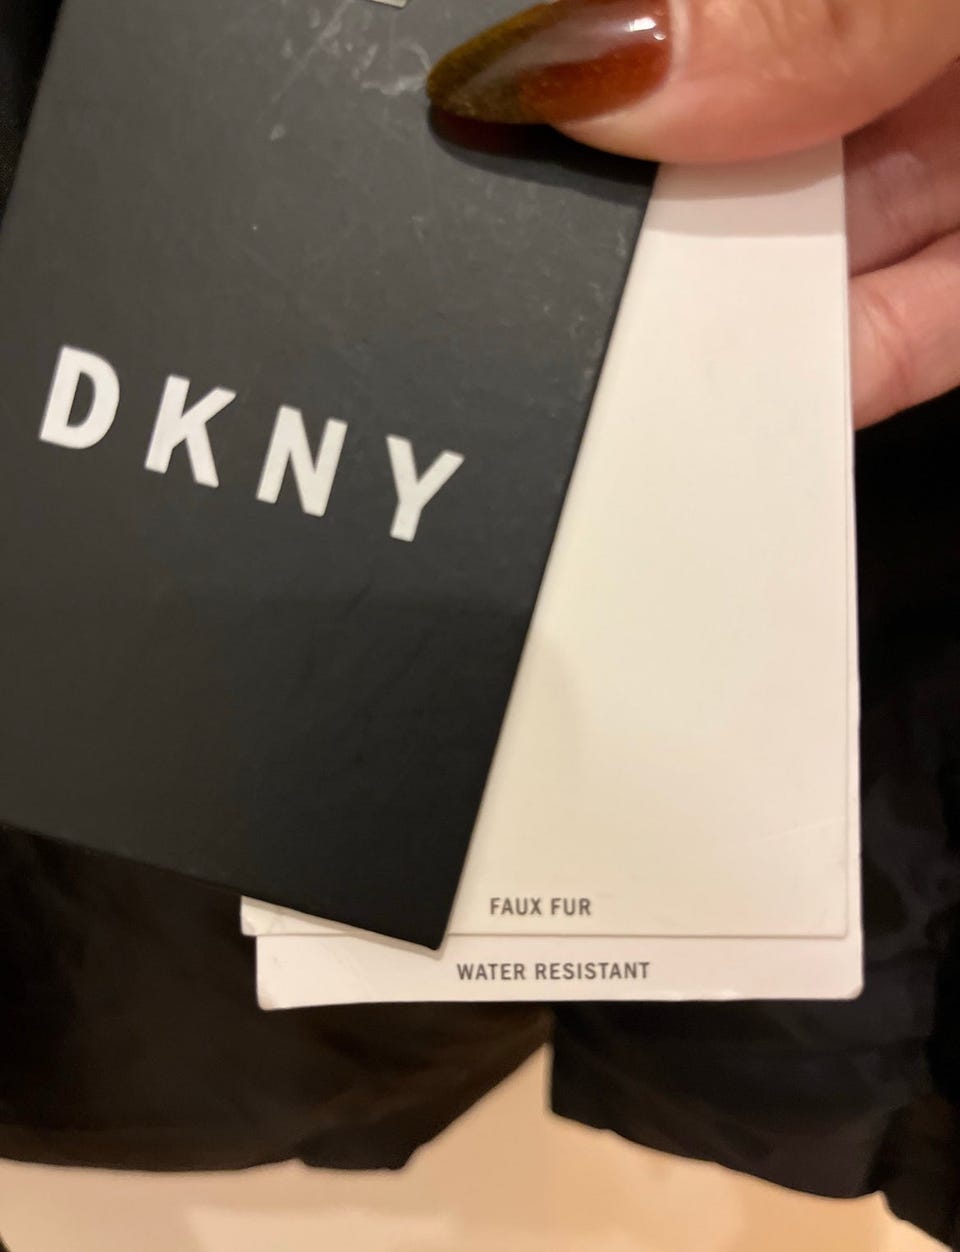 DKNY
FAUX FUR
WATER RESISTANT